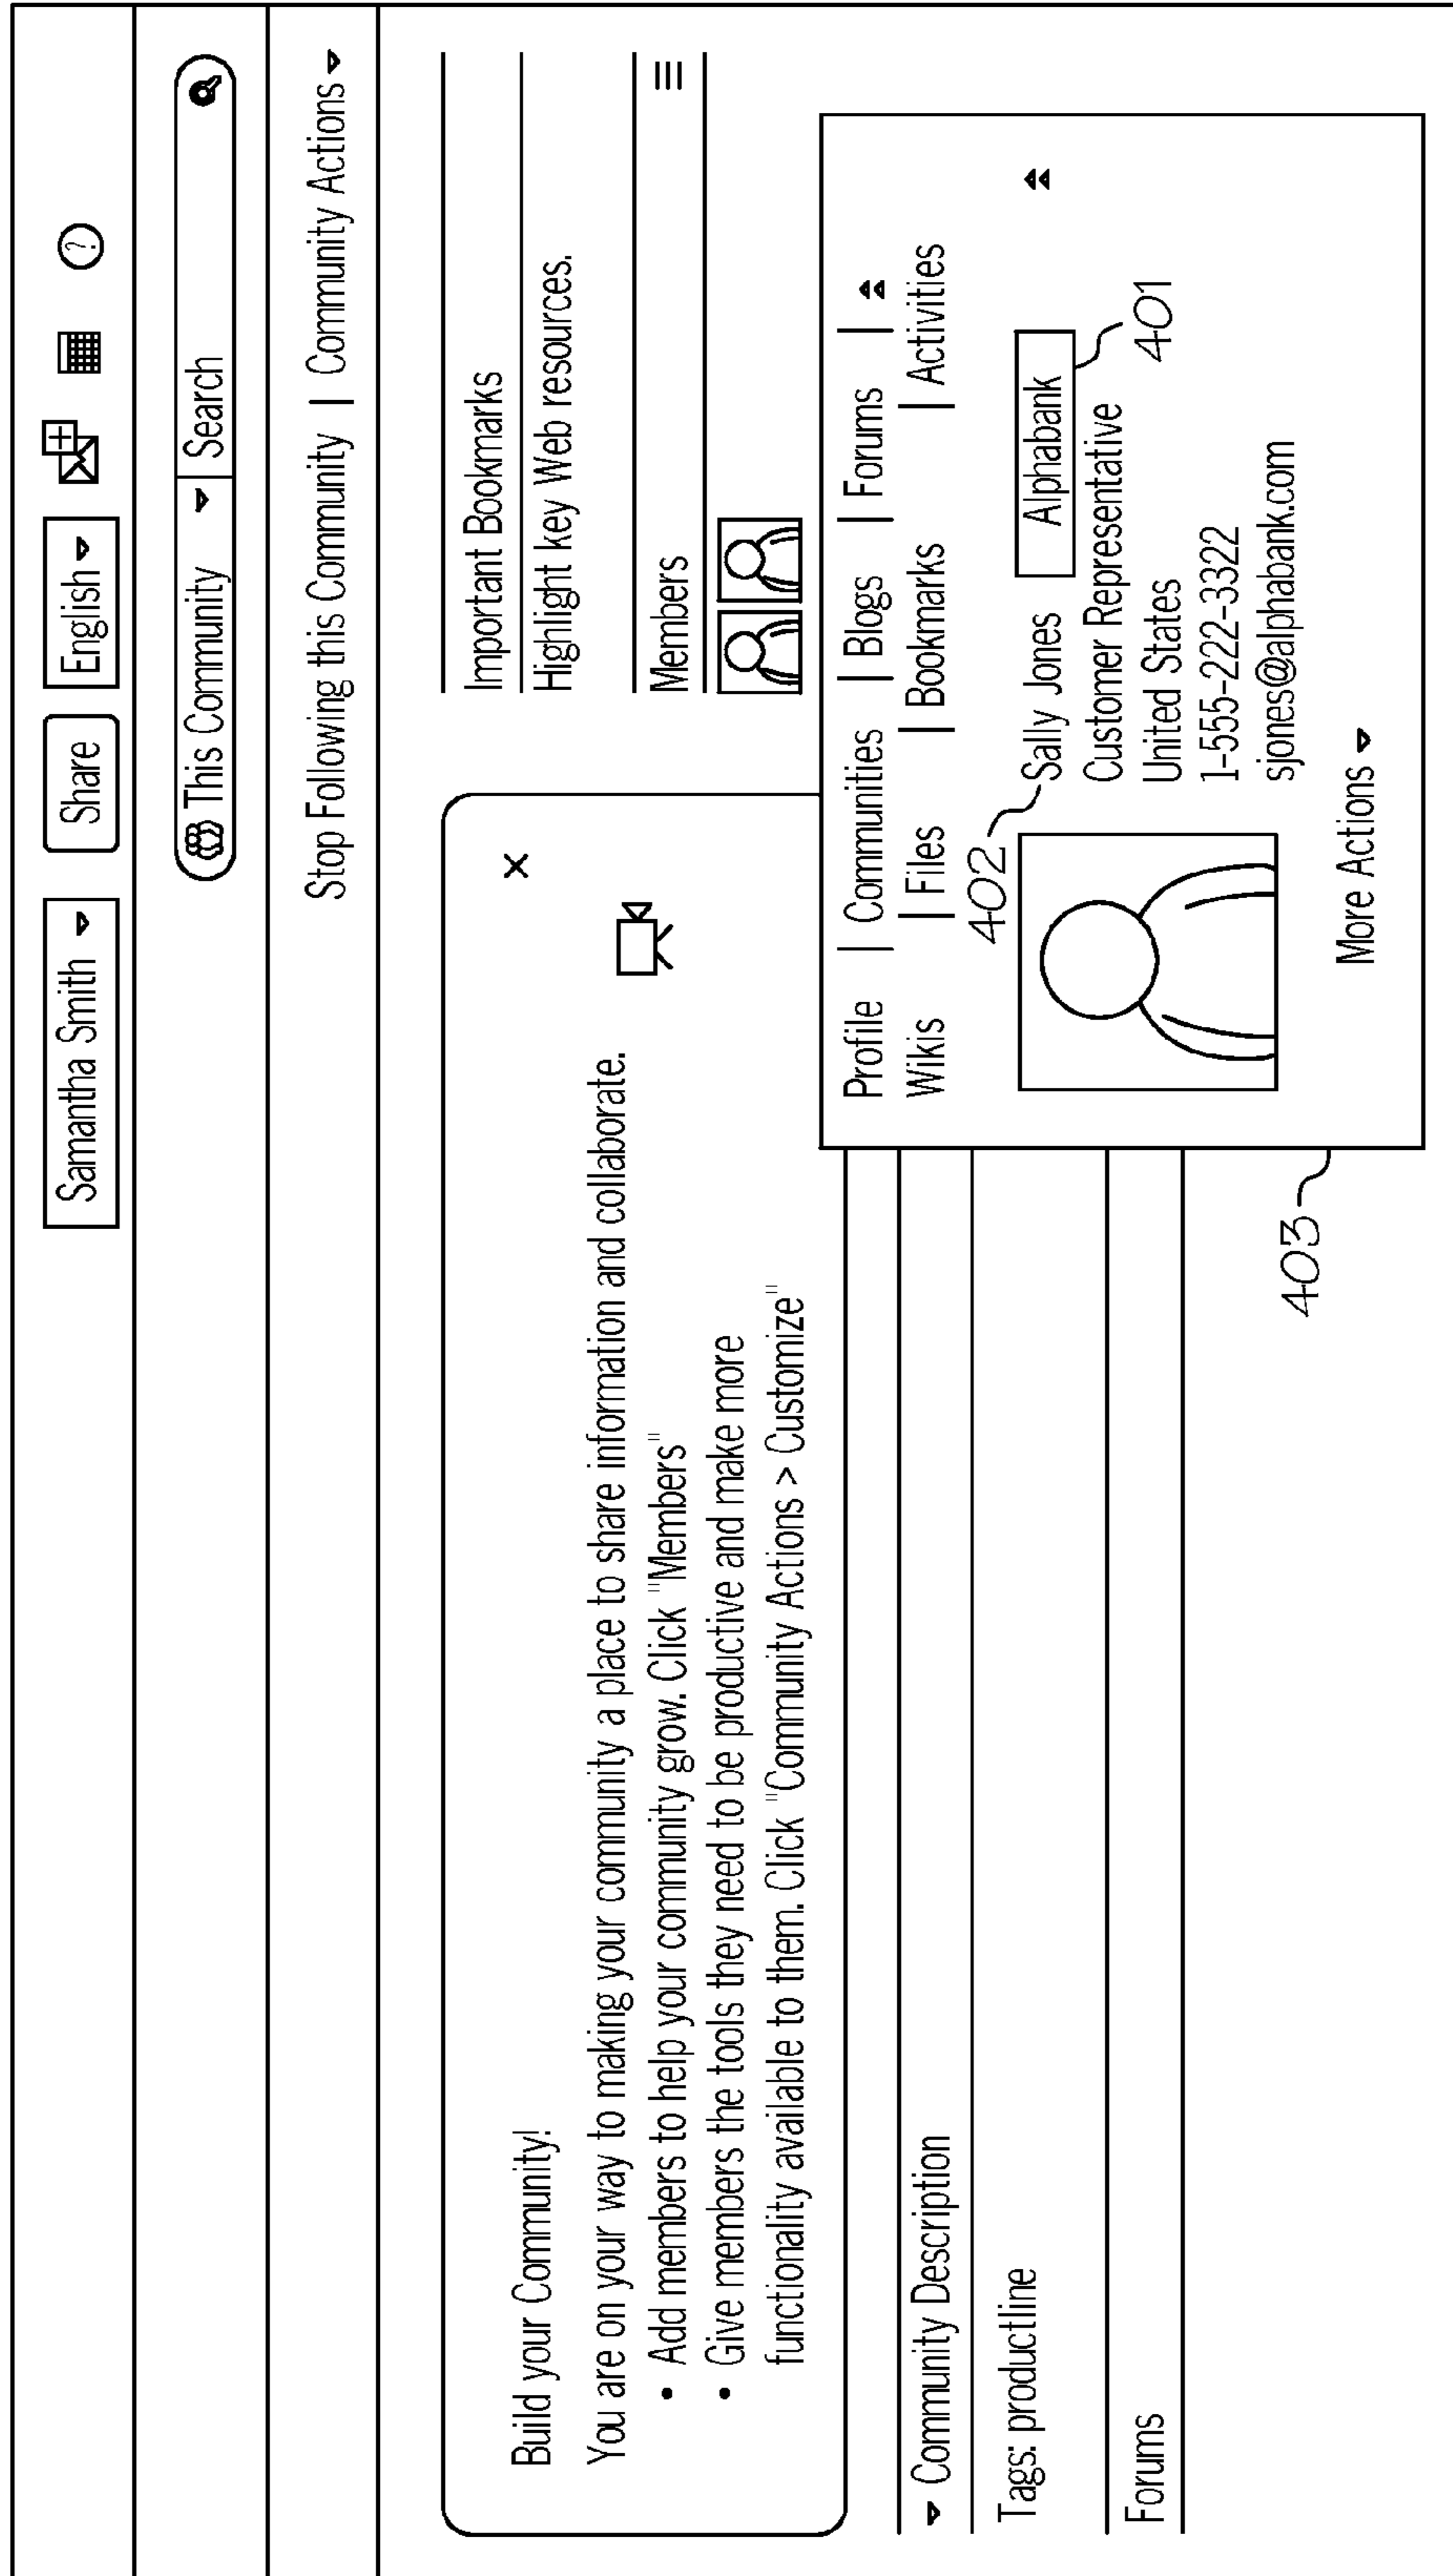 Samantha Smith
Share
English
?
This Community
Search
Stop Following this Community | Community Actions
Build your Community!
You are on your way to making your community a place to share information and collaborate.
• Add members to help your community grow. Click "Members"
• Give members the tools they need to be productive and make more
functionality available to them. Click "Community Actions > Customize"
X
Important Bookmarks
Highlight key Web resources.
Members
Community Description
Tags: productline
Forums
Profile | Communities | Blogs | Forums |
Wikis | Files | Bookmarks | Activities
402
Sally Jones
Alphabank
401
Customer Representative
United States
1-555-222-3322
sjones@alphabank.com
More Actions
403